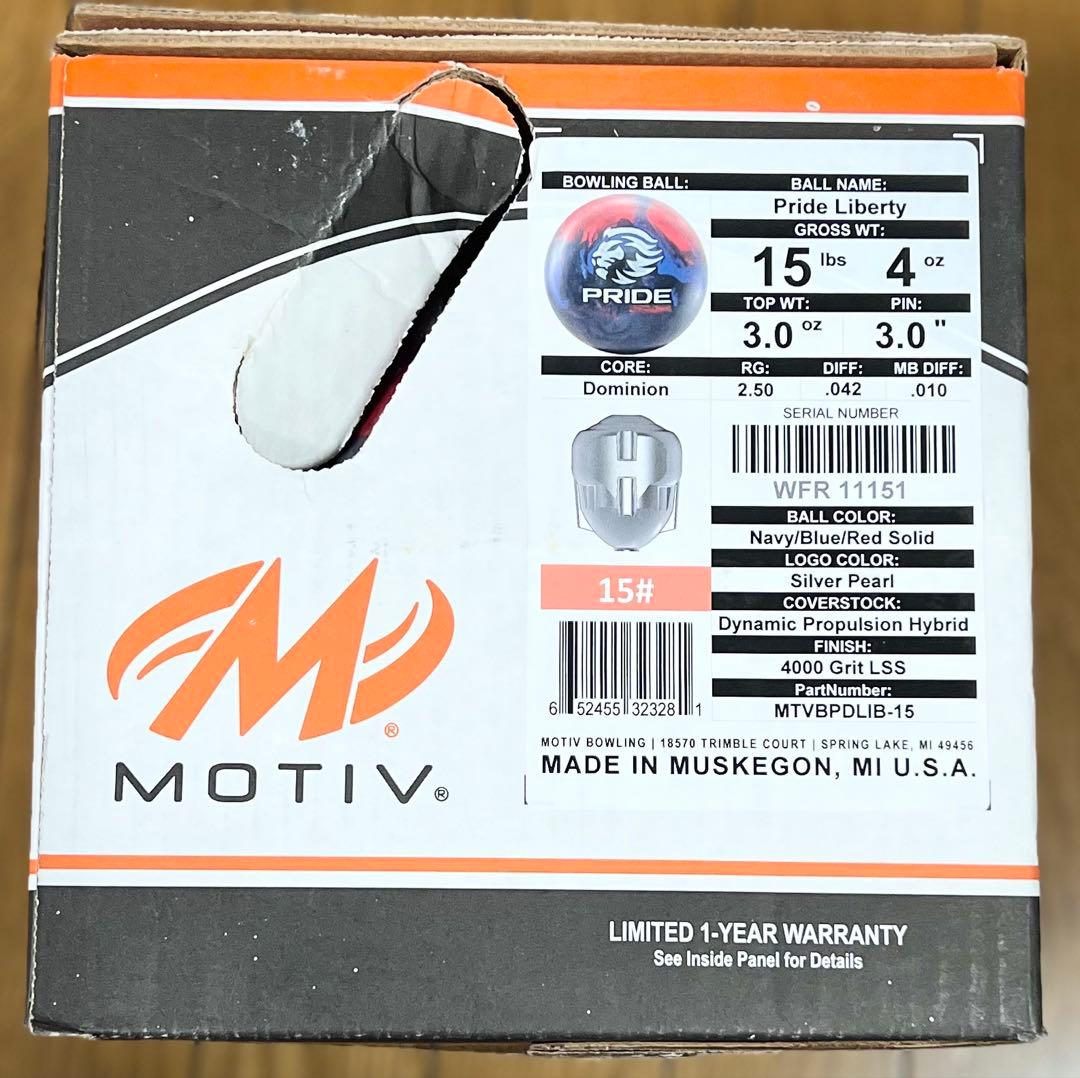 BOWLING BALL:
BALL NAME:
Pride Liberty
GROSS WT:
15 lbs 4 oz
TOP WT: PIN:
3.0 oz 3.0 "
PRIDE
CORE: RG: DIFF: MB DIFF:
Dominion 2.50 .042 .010
SERIAL NUMBER
WFR 11151
BALL COLOR:
Navy/Blue/Red Solid
LOGO COLOR:
Silver Pearl
15#
COVERSTOCK:
Dynamic Propulsion Hybrid
FINISH:
4000 Grit LSS
PartNumber:
MTVBPDLIB-15
6 52455 32328 1
MOTIV BOWLING | 18570 TRIMBLE COURT | SPRING LAKE, MI 49456
MADE IN MUSKEGON, MI U.S.A.
M®
MOTIV®
LIMITED 1-YEAR WARRANTY
See Inside Panel for Details